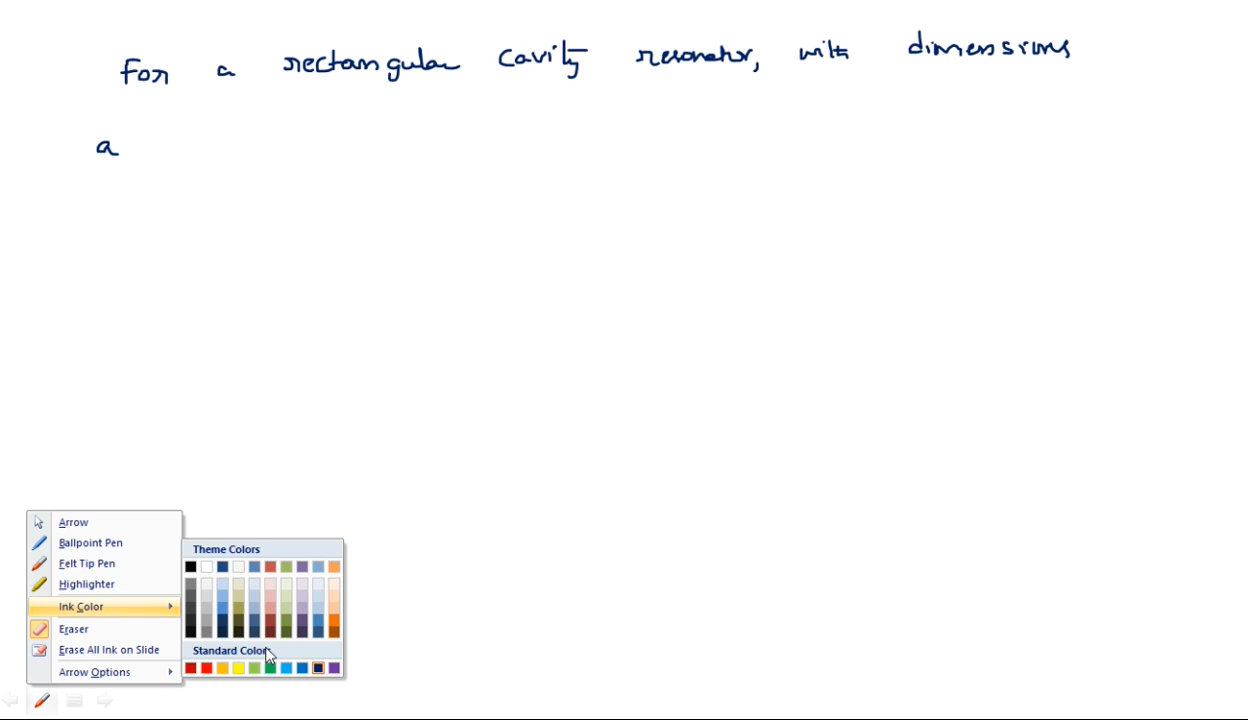 For a rectangular cavity resonator, with dimensions
a
Arrow
Ballpoint Pen
Felt Tip Pen
Highlighter
Ink Color
Eraser
Erase All Ink on Slide
Arrow Options
Theme Colors
Standard Colors